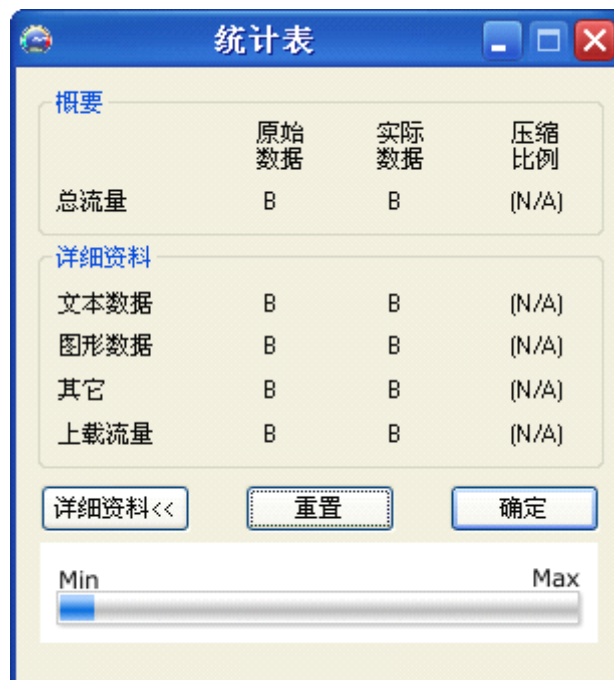 统计表
概要
原始数据 实际数据 压缩比例
总流量 B B (N/A)
详细资料
文本数据 B B (N/A)
图形数据 B B (N/A)
其它 B B (N/A)
上载流量 B B (N/A)
详细资料<< 重置 确定
Min Max